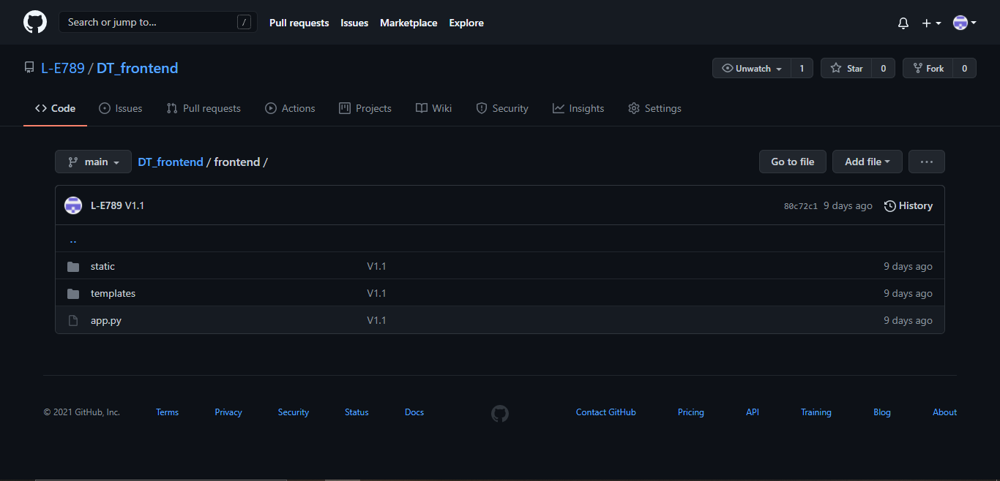 Search or jump to... /
Pull requests Issues Marketplace Explore
L-E789 / DT_frontend
Unwatch 1 Star 0 Fork 0
Code Issues Pull requests Actions Projects Wiki Security Insights Settings
main DT_frontend / frontend / Go to file Add file ...
L-E789 V1.1 80c72c1 9 days ago History
..
static V1.1 9 days ago
templates V1.1 9 days ago
app.py V1.1 9 days ago
© 2021 GitHub, Inc. Terms Privacy Security Status Docs Contact GitHub Pricing API Training Blog About